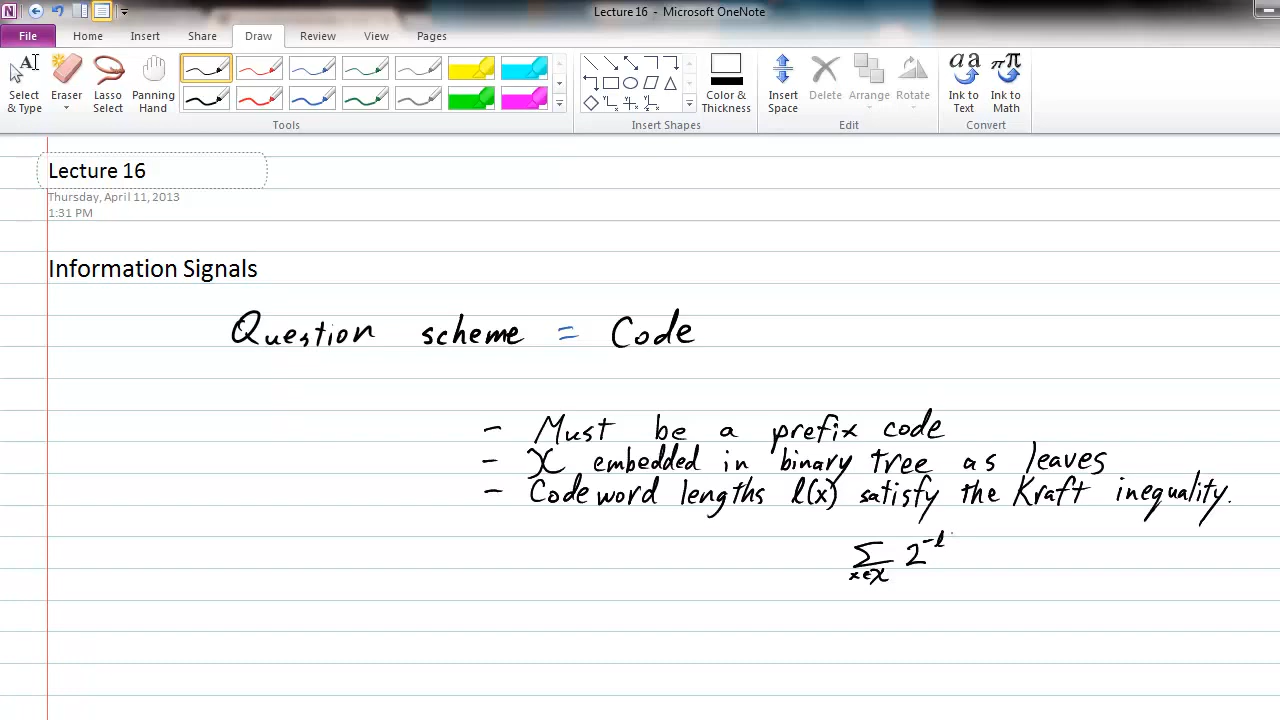 Lecture 16 - Microsoft OneNote
File Home Insert Share Draw Review View Pages
Select & Type
Eraser
Lasso Select
Panning Hand
Color & Thickness
Insert Space
Delete
Arrange
Rotate
Ink to Text
Ink to Math
Tools Insert Shapes Edit Convert
Lecture 16
Thursday, April 11, 2013
1:31 PM
Information Signals
Question scheme = Code
- Must be a prefix code
- 𝒳 embedded in binary tree as leaves
- Codeword lengths l(x) satisfy the Kraft inequality.
∑_{x∈𝒳} 2^{-l